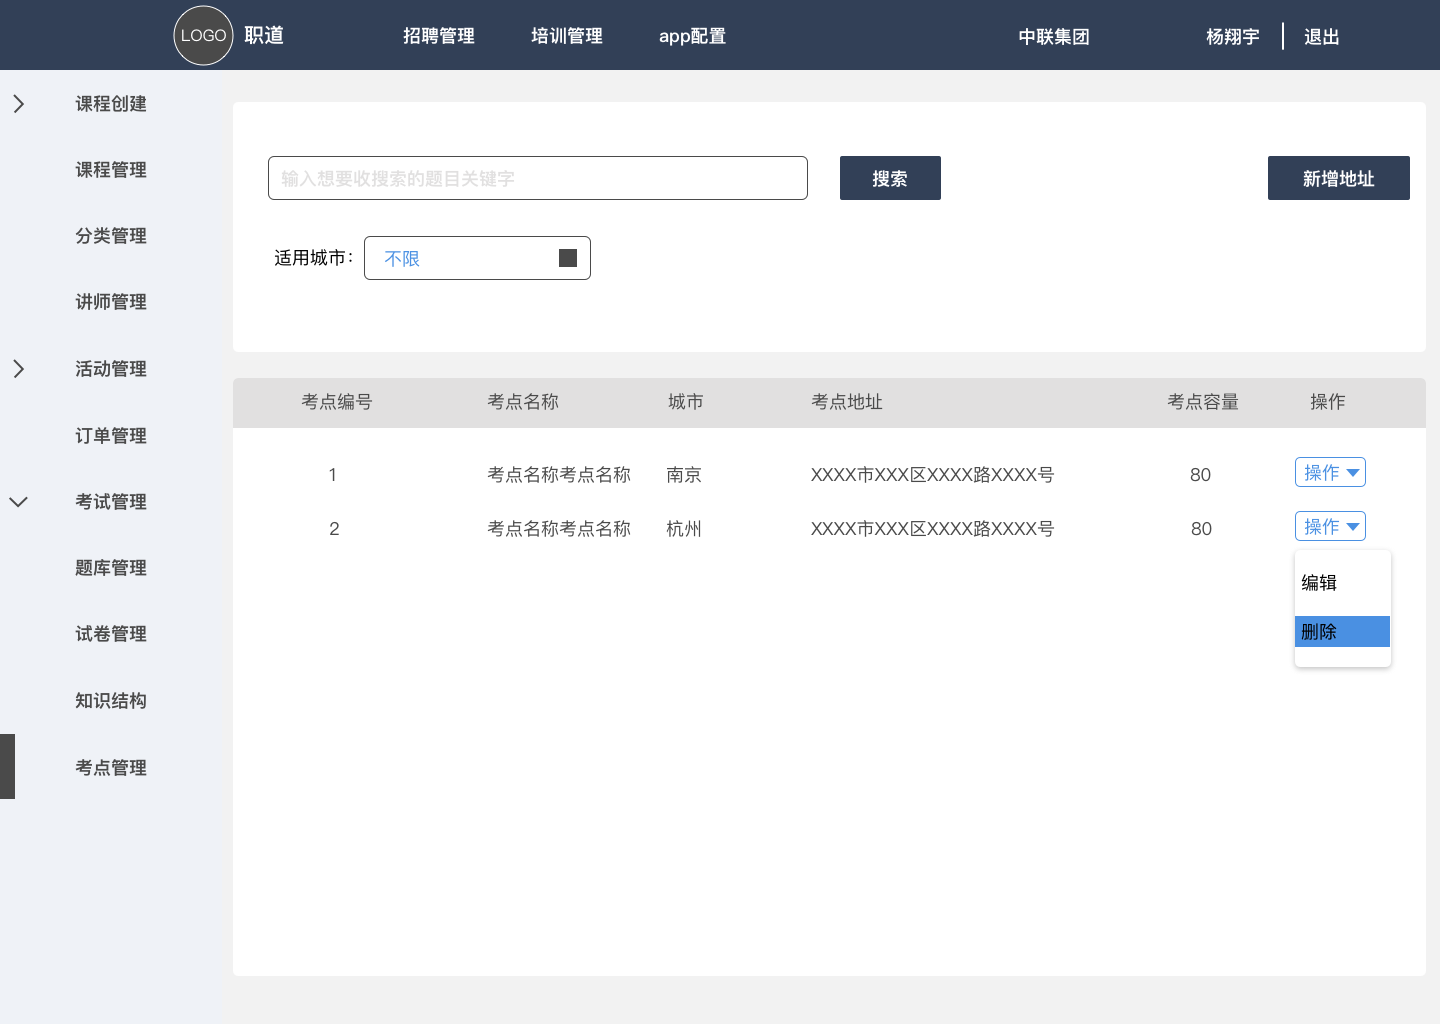 LOGO 职道 招聘管理 培训管理 app配置 中联集团 杨翔宇 退出
课程创建
课程管理
分类管理
讲师管理
活动管理
订单管理
考试管理
题库管理
试卷管理
知识结构
考点管理
输入想要收搜索的题目关键字 搜索 新增地址
适用城市： 不限
考点编号 考点名称 城市 考点地址 考点容量 操作
1 考点名称考点名称 南京 XXXX市XXX区XXXX路XXXX号 80 操作
2 考点名称考点名称 杭州 XXXX市XXX区XXXX路XXXX号 80 操作
编辑
删除